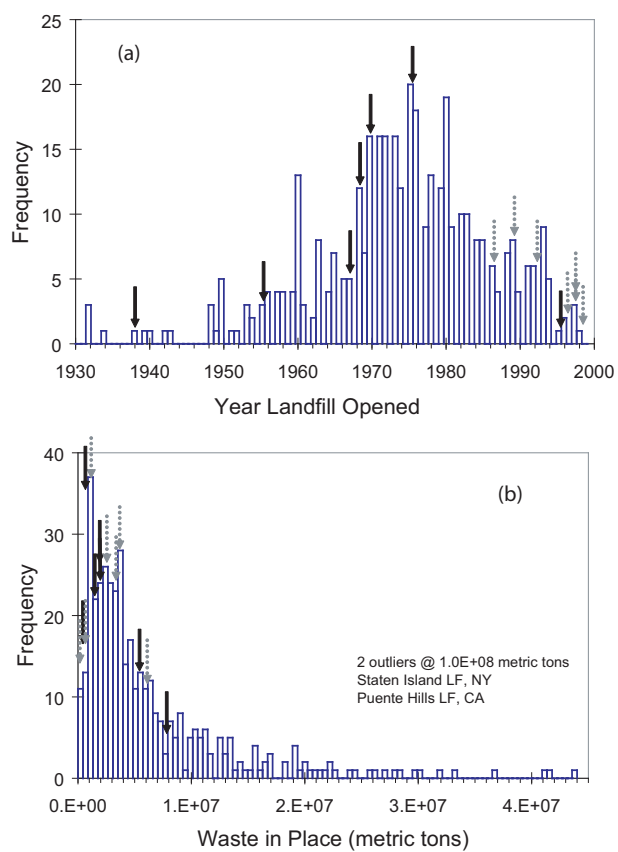 25
(a)
20
15
10
5
0
Frequency
1930 1940 1950 1960 1970 1980 1990 2000
Year Landfill Opened
40
(b)
30
20
10
0
Frequency
2 outliers @ 1.0E+08 metric tons
Staten Island LF, NY
Puente Hills LF, CA
0.E+00 1.E+07 2.E+07 3.E+07 4.E+07
Waste in Place (metric tons)